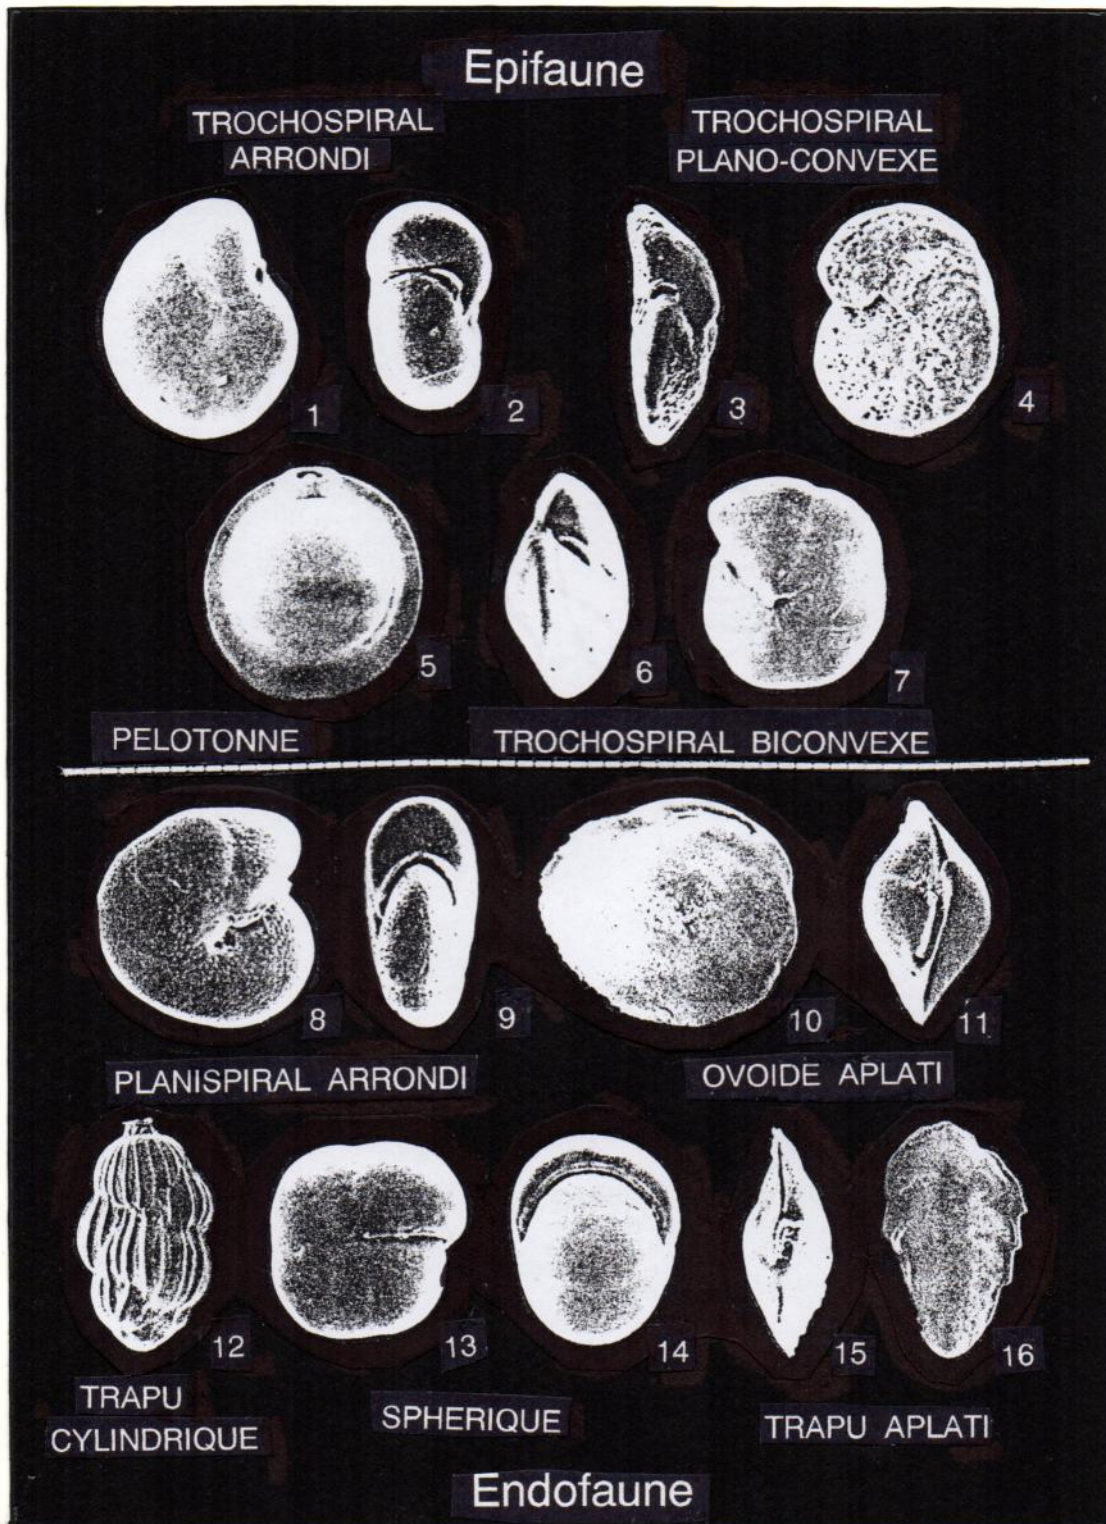 Epifaune
TROCHOSPIRAL
ARRONDI
TROCHOSPIRAL
PLANO-CONVEXE
1
2
3
4
5
6
7
PELOTONNE
TROCHOSPIRAL BICONVEXE
8
9
10
11
PLANISPIRAL ARRONDI
OVOIDE APLATI
12
13
14
15
16
TRAPU
CYLINDRIQUE
SPHERIQUE
TRAPU APLATI
Endofaune